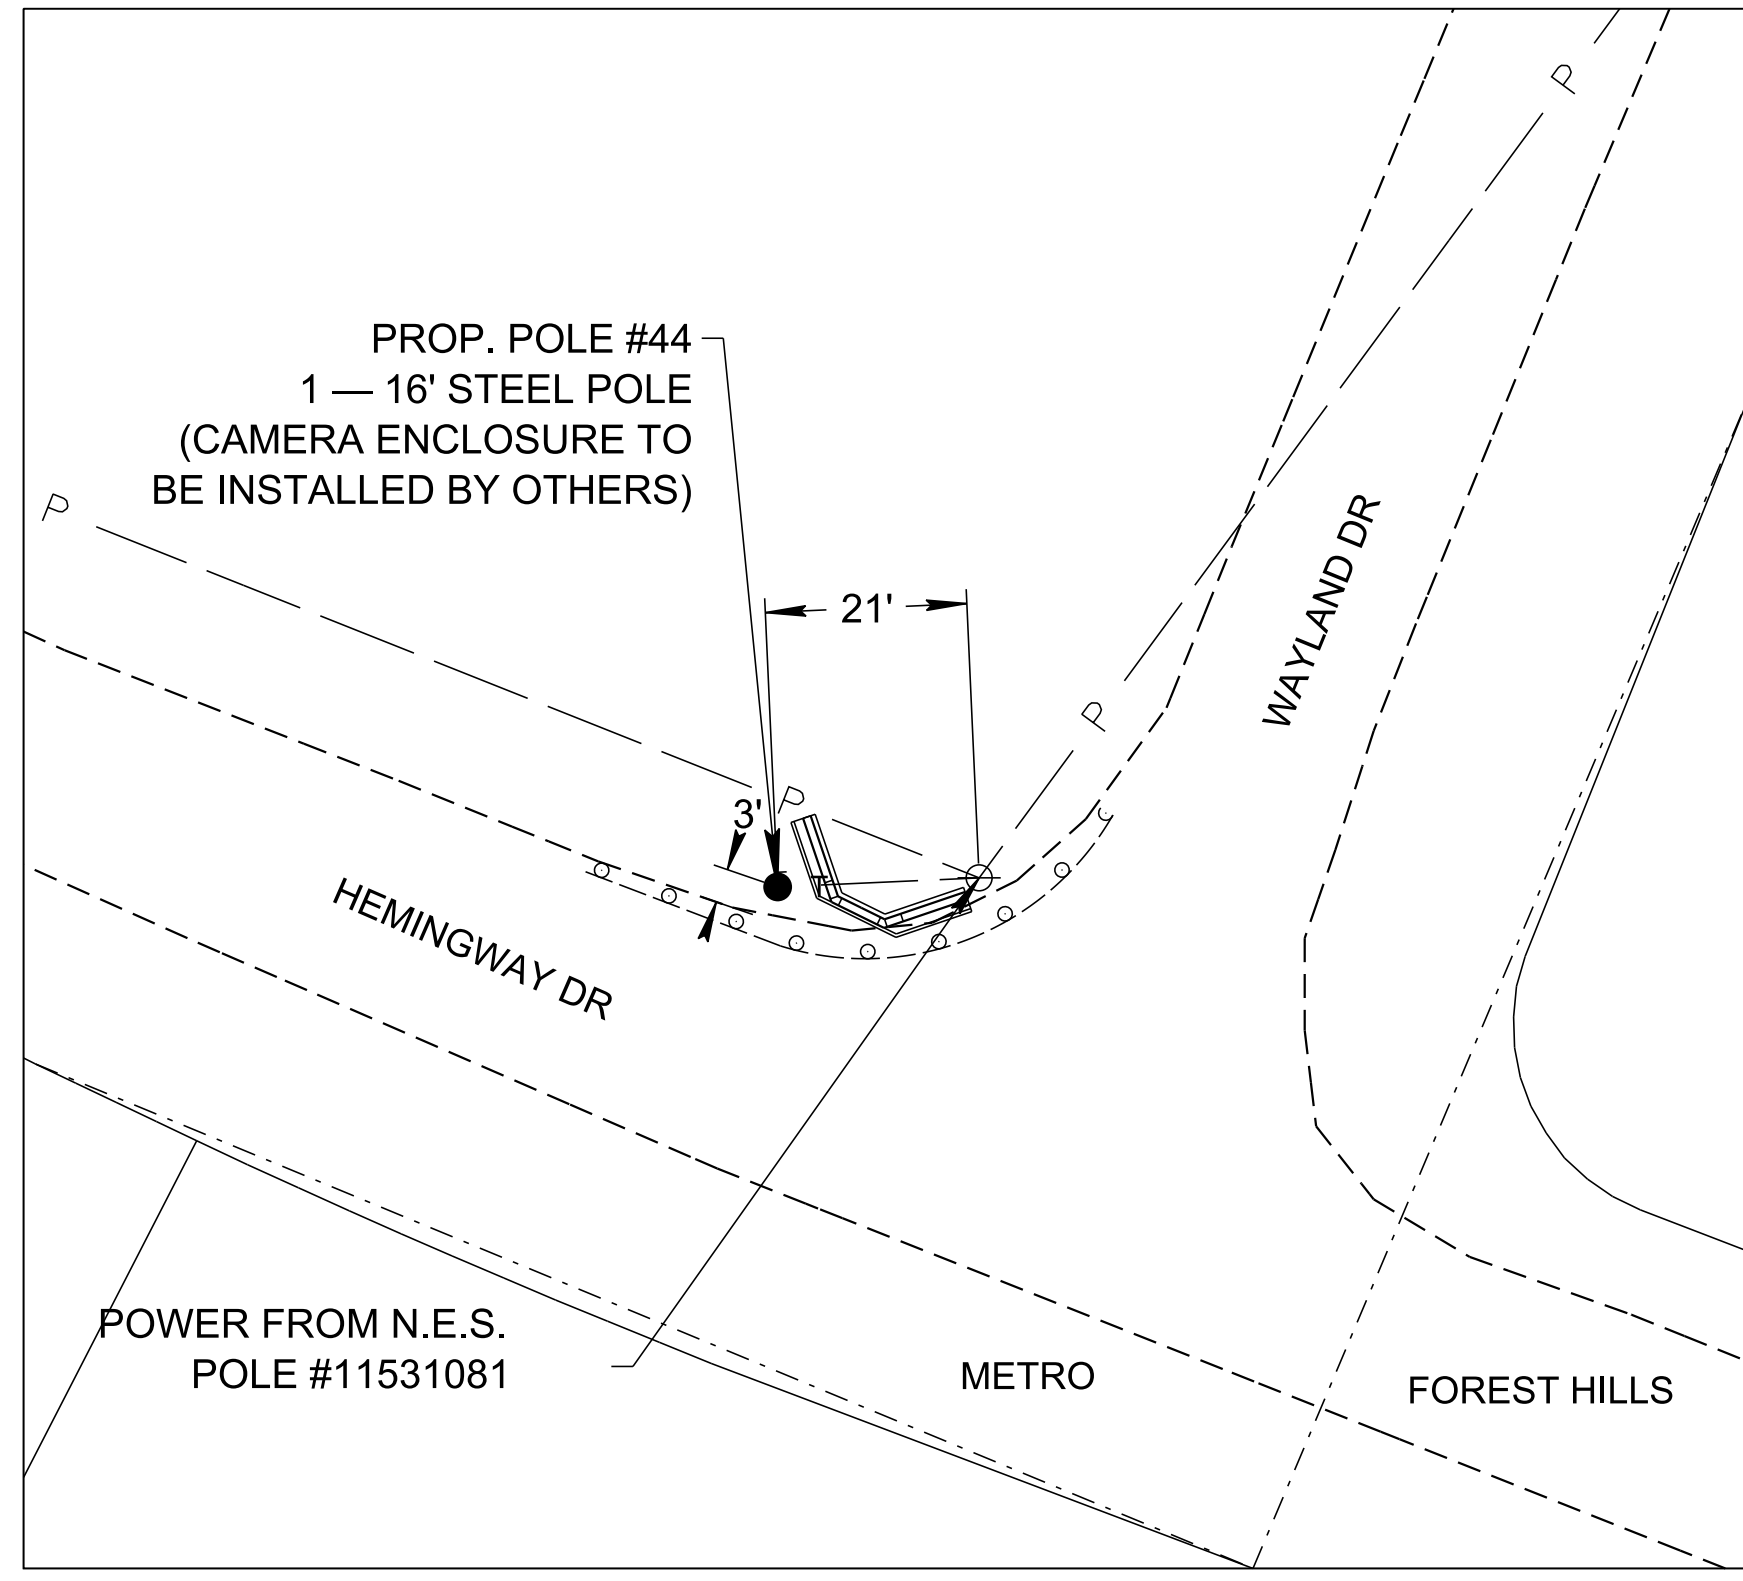 P
PROP. POLE #44
1 — 16' STEEL POLE
(CAMERA ENCLOSURE TO
BE INSTALLED BY OTHERS)
P
21'
WAYLAND DR
P
3'
P
T
HEMINGWAY DR
POWER FROM N.E.S.
POLE #11531081
METRO
FOREST HILLS